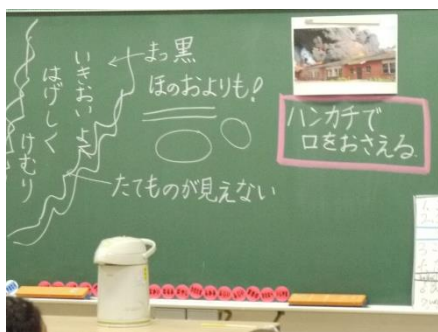 まっ黒
ほのおよりも!
いきおいよく
はげしく
けむり
たてものが見えない
ハンカチで
口をおさえる